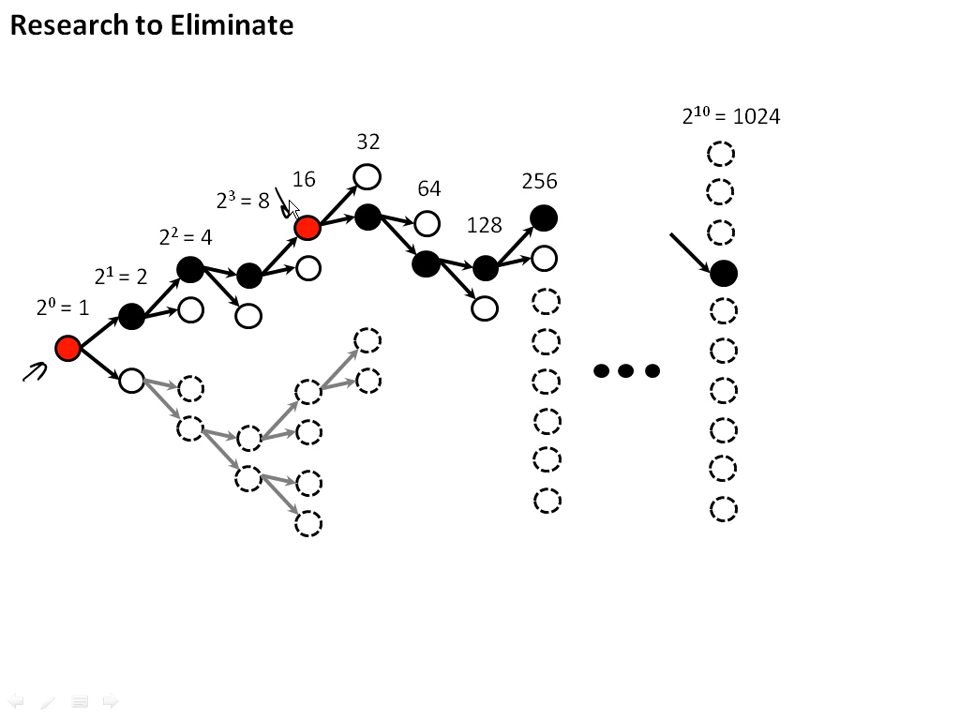 Research to Eliminate
2¹⁰ = 1024
32
16
256
64
2³ = 8
128
2² = 4
2¹ = 2
2⁰ = 1